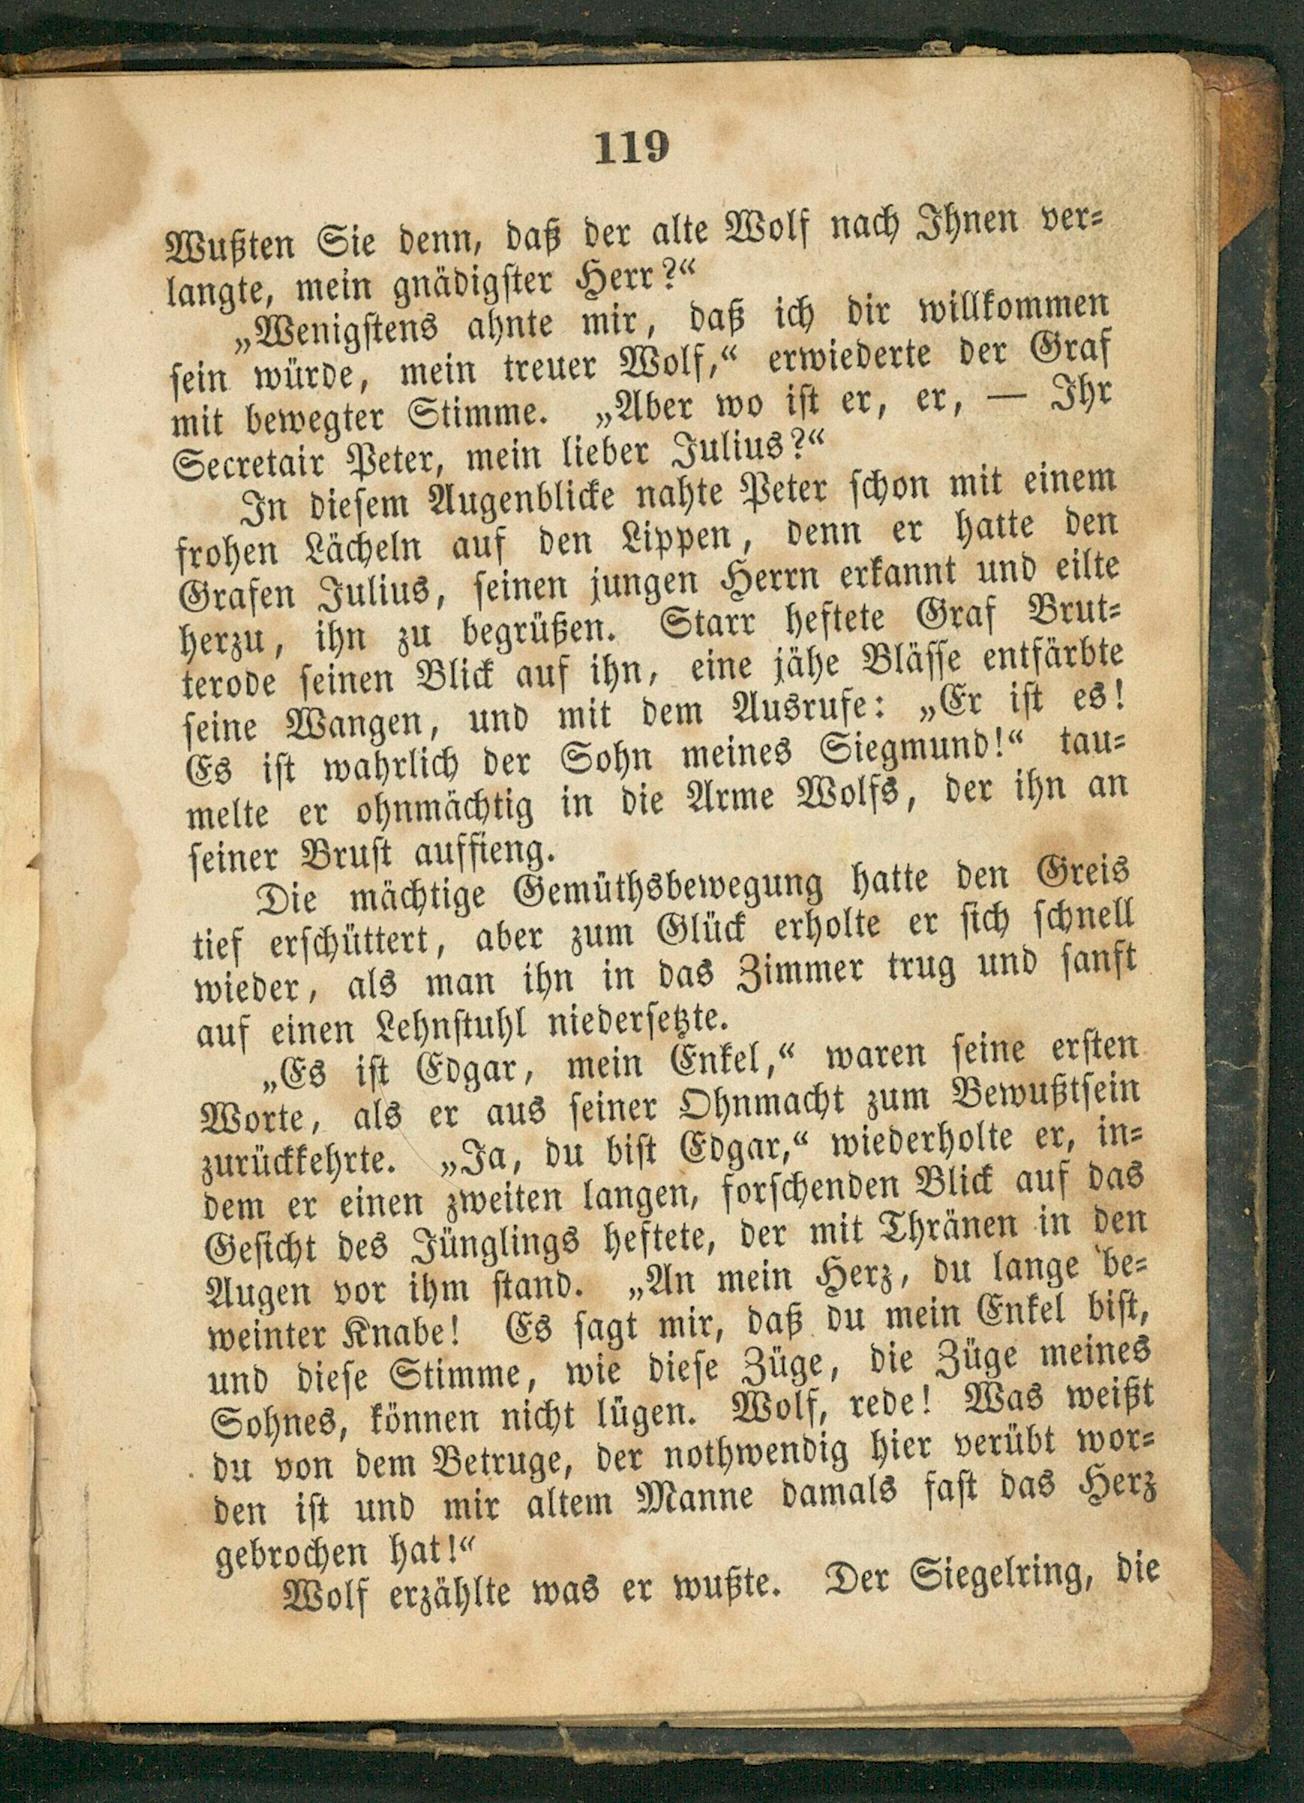 119
Wußten Sie denn, daß der alte Wolf nach Ihnen ver-
langte, mein gnädigster Herr?“
„Wenigstens ahnte mir, daß ich dir willkommen
sein würde, mein treuer Wolf,“ erwiederte der Graf
mit bewegter Stimme. „Aber wo ist er, er, — Ihr
Secretair Peter, mein lieber Julius?“
In diesem Augenblicke nahte Peter schon mit einem
frohen Lächeln auf den Lippen, denn er hatte den
Grafen Julius, seinen jungen Herrn erkannt und eilte
herzu, ihn zu begrüßen. Starr heftete Graf Brut-
terode seinen Blick auf ihn, eine jähe Blässe entfärbte
seine Wangen, und mit dem Ausrufe: „Er ist es!
Es ist wahrlich der Sohn meines Siegmund!“ tau-
melte er ohnmächtig in die Arme Wolfs, der ihn an
seiner Brust auffieng.
Die mächtige Gemüthsbewegung hatte den Greis
tief erschüttert, aber zum Glück erholte er sich schnell
wieder, als man ihn in das Zimmer trug und sanft
auf einen Lehnstuhl niedersetzte.
„Es ist Edgar, mein Enkel,“ waren seine ersten
Worte, als er aus seiner Ohnmacht zum Bewußtsein
zurückkehrte. „Ja, du bist Edgar,“ wiederholte er, in-
dem er einen zweiten langen, forschenden Blick auf das
Gesicht des Jünglings heftete, der mit Thränen in den
Augen vor ihm stand. „An mein Herz, du lange be-
weinter Knabe! Es sagt mir, daß du mein Enkel bist,
und diese Stimme, wie diese Züge, die Züge meines
Sohnes, können nicht lügen. Wolf, rede! Was weißt
du von dem Betruge, der nothwendig hier verübt wor-
den ist und mir altem Manne damals fast das Herz
gebrochen hat!“
Wolf erzählte was er wußte. Der Siegelring, die